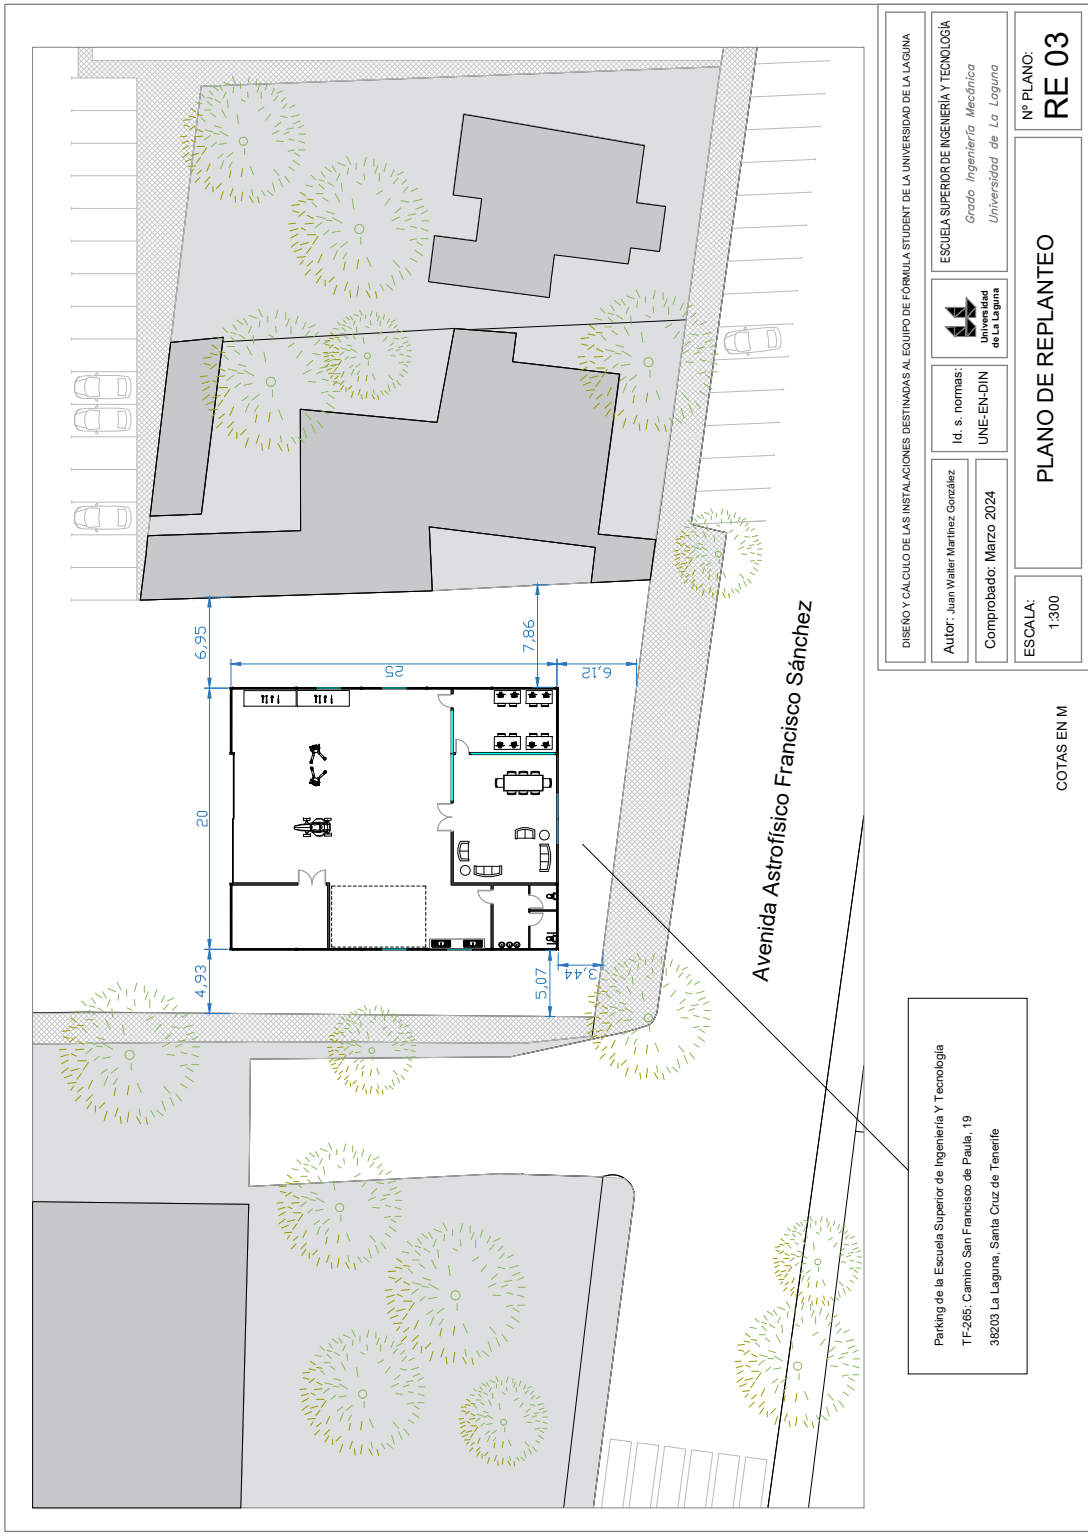 6,95
7,86
25
6,12
20
4,93
5,07
3,44
Avenida Astrofísico Francisco Sánchez
Parking de la Escuela Superior de Ingeniería Y Tecnología
TF-265: Camino San Francisco de Paula, 19
38203 La Laguna, Santa Cruz de Tenerife
COTAS EN M
DISEÑO Y CÁLCULO DE LAS INSTALACIONES DESTINADAS AL EQUIPO DE FÓRMULA STUDENT DE LA UNIVERSIDAD DE LA LAGUNA
Autor: Juan Walter Martínez González
Comprobado: Marzo 2024
Id. s. normas:
UNE-EN-DIN
Universidad
de La Laguna
ESCUELA SUPERIOR DE INGENIERÍA Y TECNOLOGÍA
Grado Ingeniería Mecánica
Universidad de La Laguna
ESCALA:
1:300
PLANO DE REPLANTEO
Nº PLANO:
RE 03